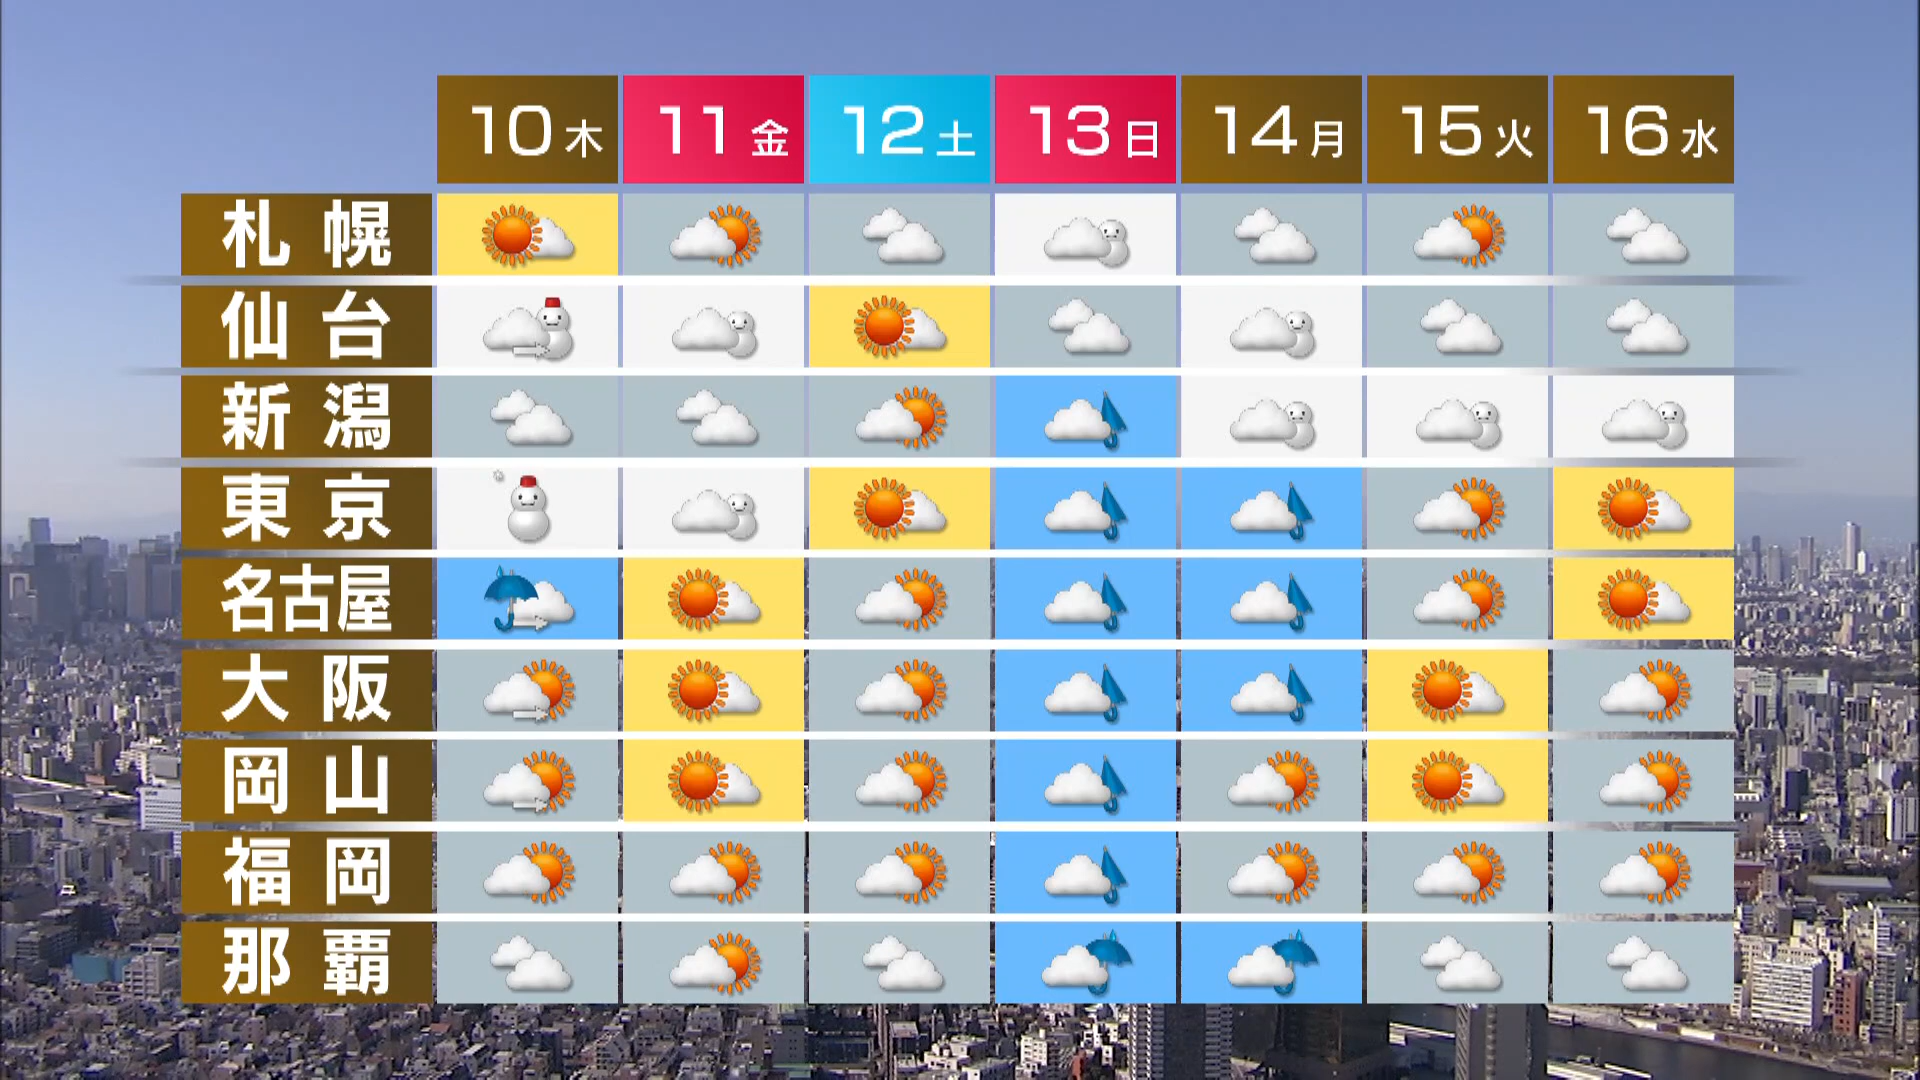 10木 11金 12土 13日 14月 15火 16水
札幌
仙台
新潟
東京
名古屋
大阪
岡山
福岡
那覇